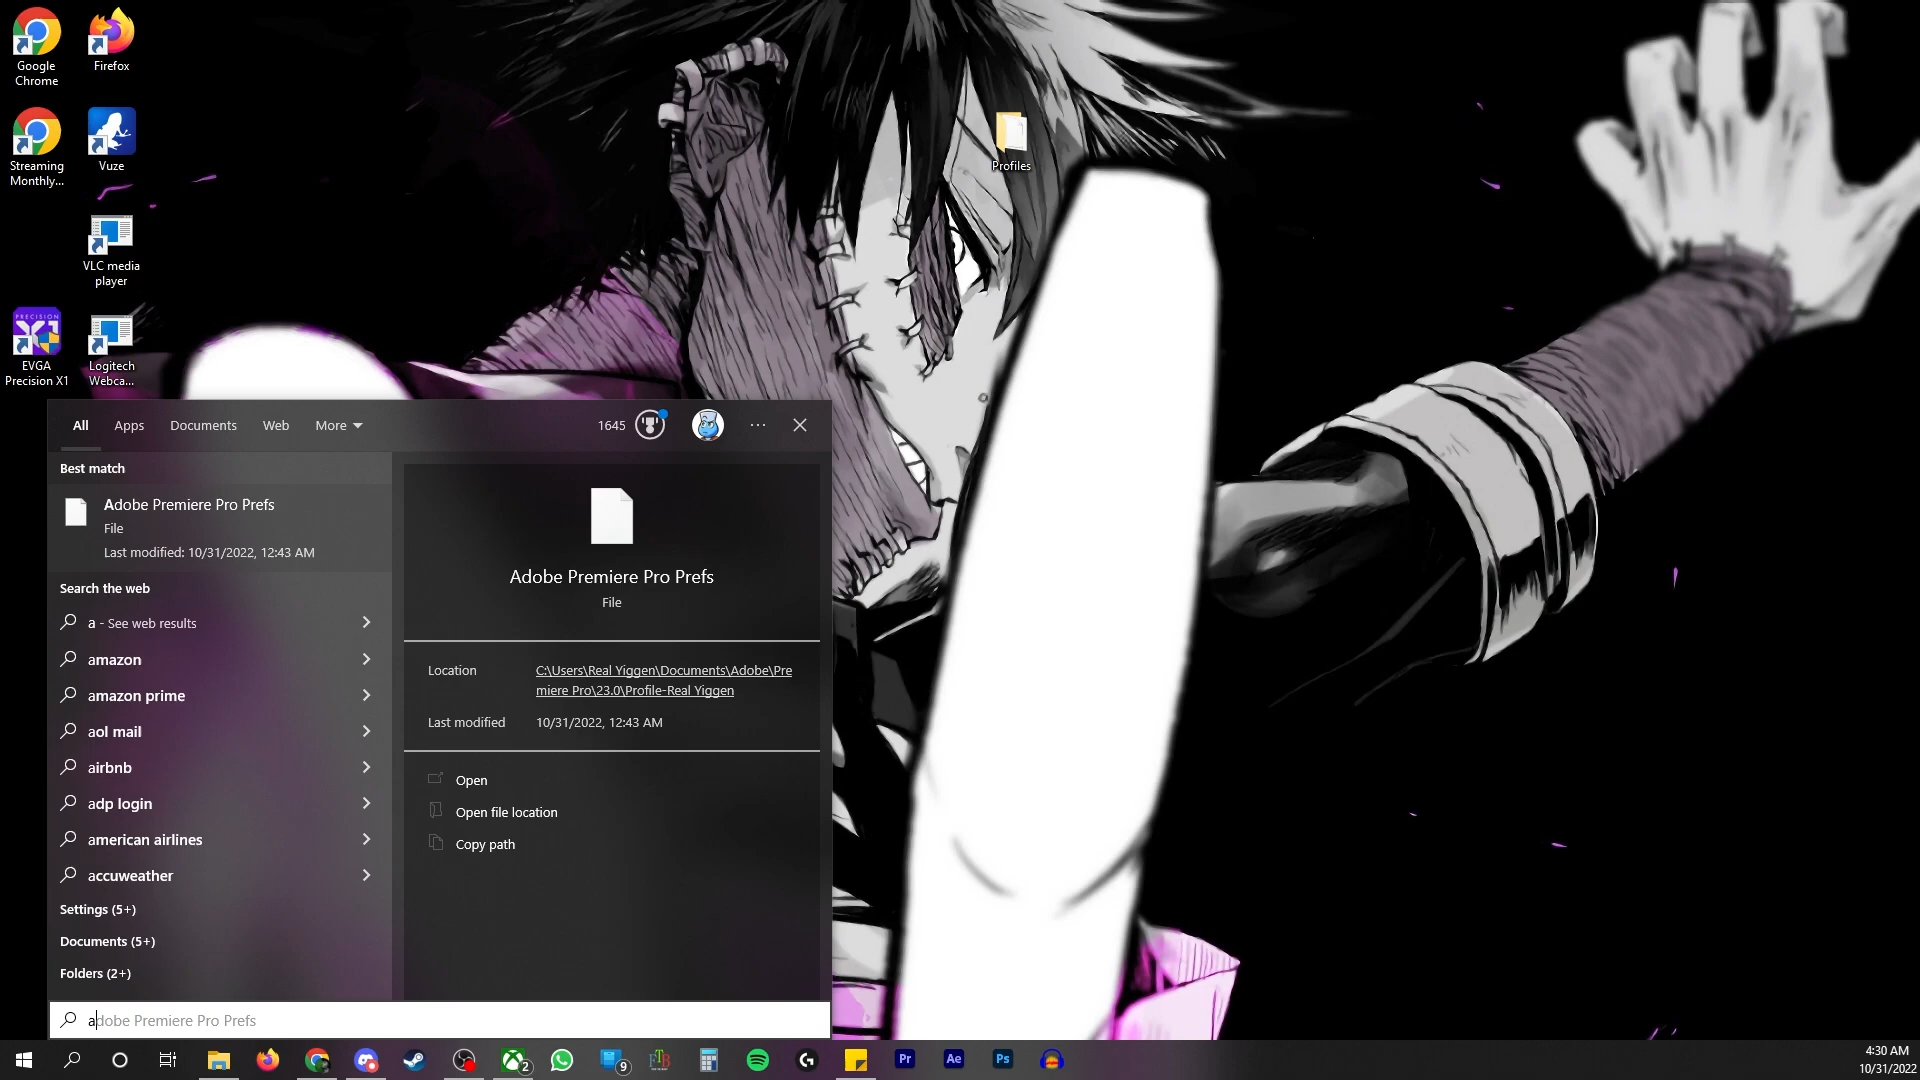 Google
Chrome
Firefox
Streaming
Monthly...
Vuze
VLC media
player
PRECISION
X1
EVGA
Precision X1
Logitech
Webca...
Profiles
All
Apps
Documents
Web
More
1645
Best match
Adobe Premiere Pro Prefs
File
Last modified: 10/31/2022, 12:43 AM
Search the web
a - See web results
amazon
amazon prime
aol mail
airbnb
adp login
american airlines
accuweather
Settings (5+)
Documents (5+)
Folders (2+)
Adobe Premiere Pro Prefs
File
Location
C:\Users\Real Yiggen\Documents\Adobe\Pre
miere Pro\23.0\Profile-Real Yiggen
Last modified
10/31/2022, 12:43 AM
Open
Open file location
Copy path
adobe Premiere Pro Prefs
2
9
FTB
Pr
Ae
Ps
4:30 AM
10/31/2022